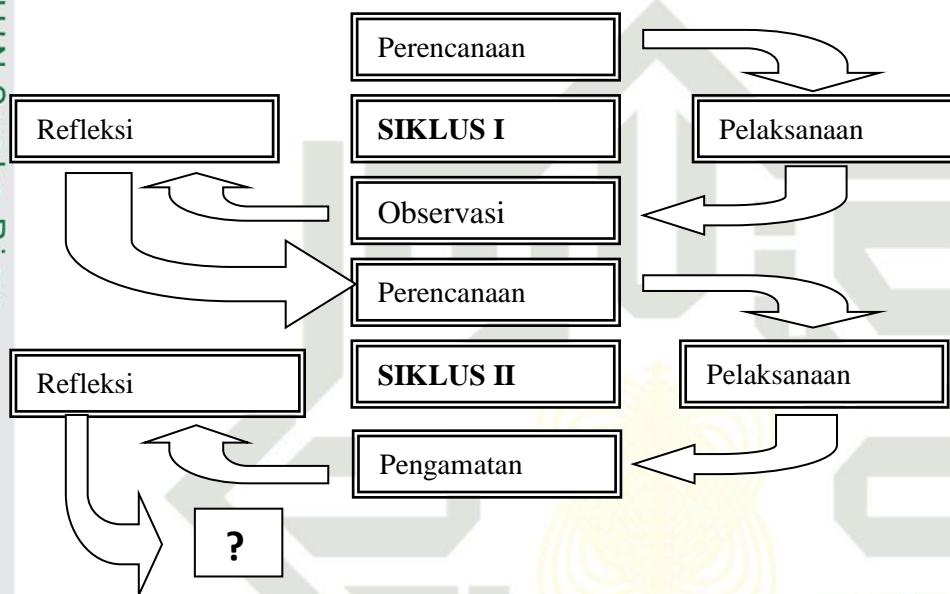 Perencanaan
Refleksi
SIKLUS I
Pelaksanaan
Observasi
Perencanaan
Refleksi
SIKLUS II
Pelaksanaan
Pengamatan
?